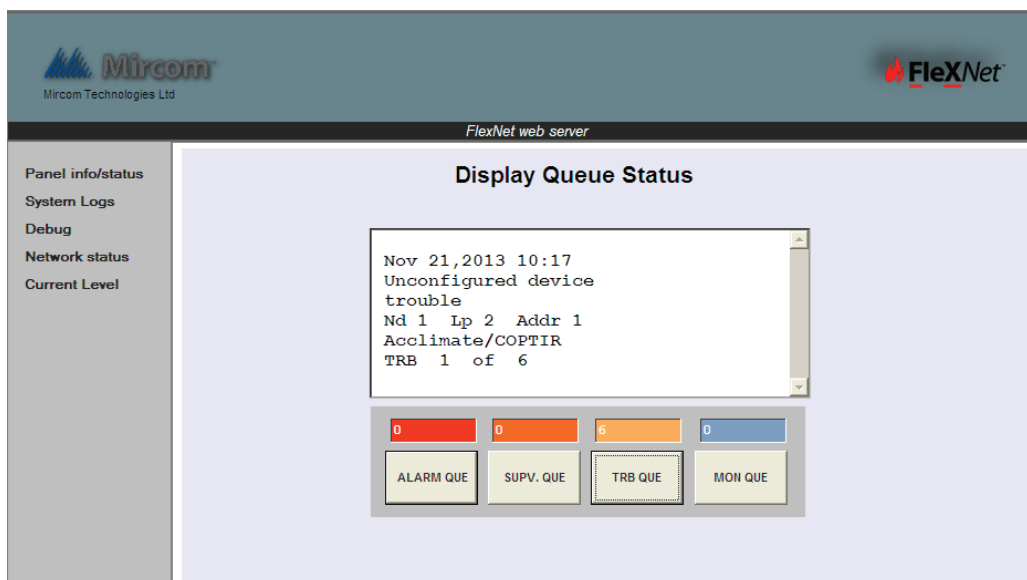 Mircom
Mircom Technologies Ltd
FleXNet
FlexNet web server
Panel info/status
System Logs
Debug
Network status
Current Level
Display Queue Status
Nov 21,2013 10:17
Unconfigured device
trouble
Nd 1 Lp 2 Addr 1
Acclimate/COPTIR
TRB 1 of 6
0 0 6 0
ALARM QUE SUPV. QUE TRB QUE MON QUE